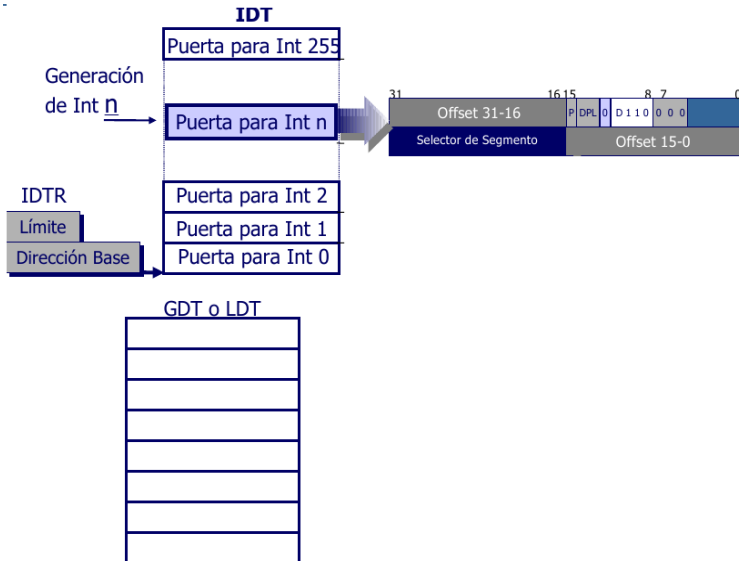 IDT
Puerta para Int 255
Generación
de Int n
Puerta para Int n
31 16 15 8 7 0
Offset 31-16 P DPL 0 D 1 1 0 0 0 0
Selector de Segmento Offset 15-0
IDTR
Límite
Dirección Base
Puerta para Int 2
Puerta para Int 1
Puerta para Int 0
GDT o LDT